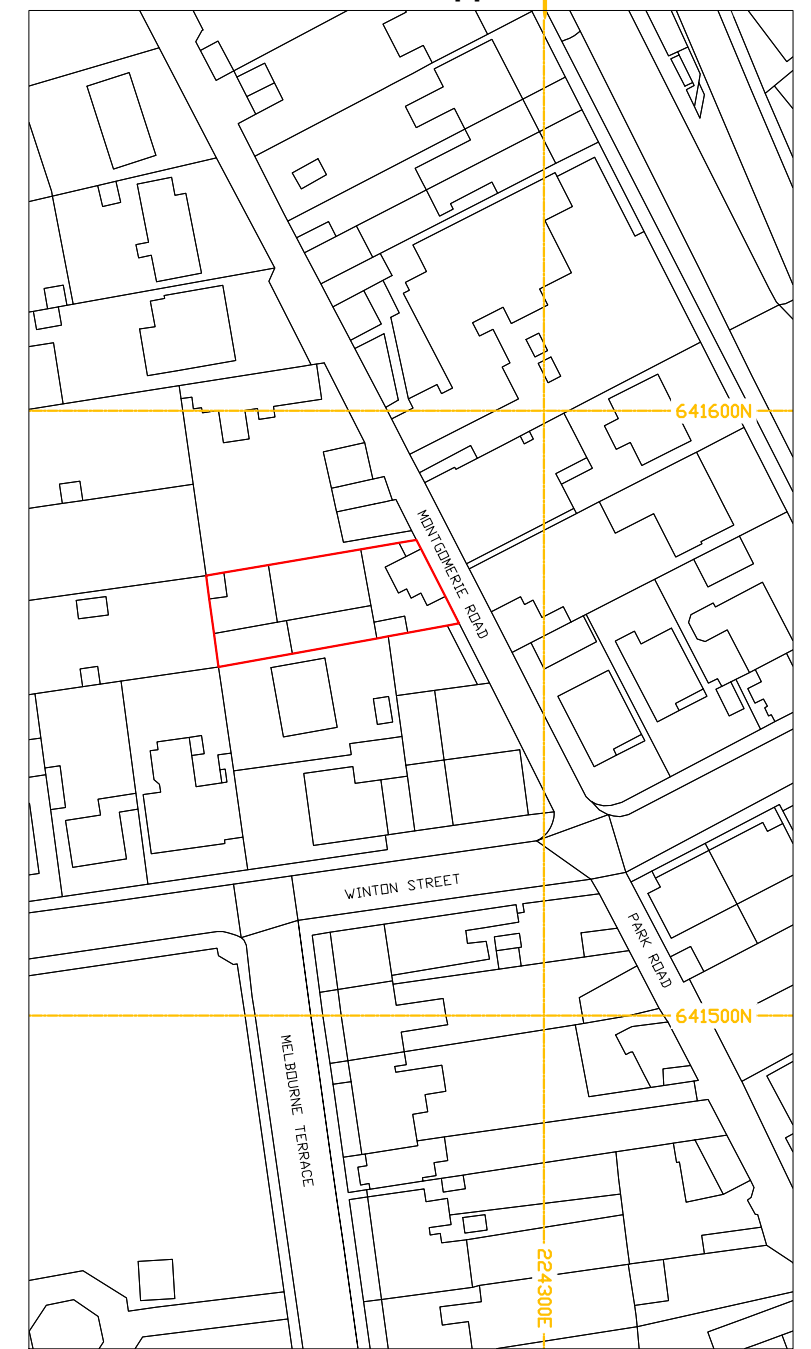 641600N
MONTGOMERIE ROAD
WINTON STREET
PARK ROAD
641500N
MELBOURNE TERRACE
224300E